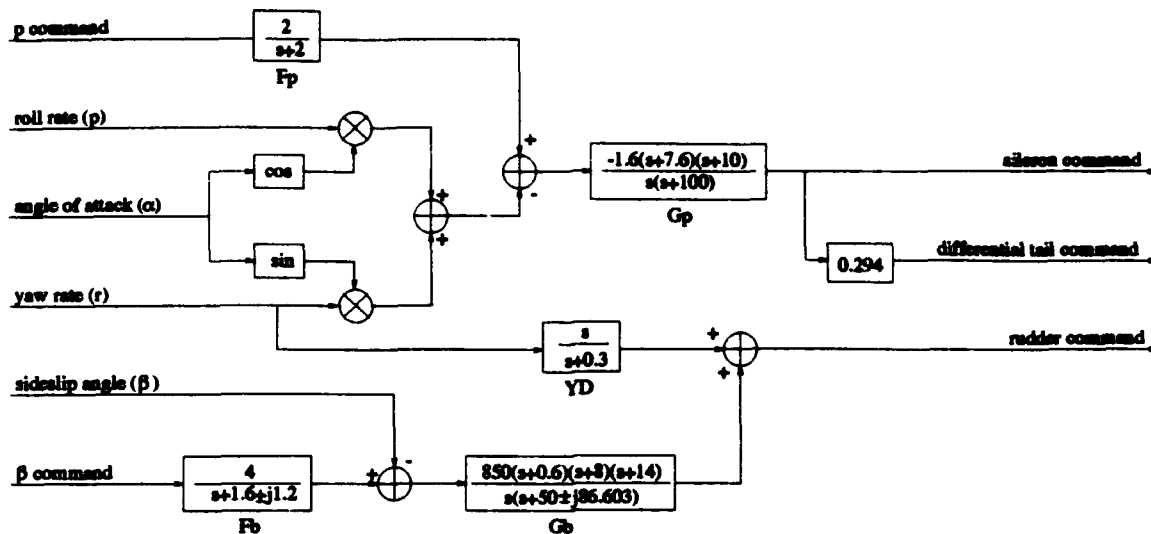 p command
2
s+2
Fp
roll rate (p)
+
cos
-1.6(s+7.6)(s+10)
s(s+100)
Gp
aileron command
-
angle of attack (α)
+
+
sin
0.294
differential tail command
yaw rate (r)
s
s+0.3
YD
+
+
rudder command
sideslip angle (β)
-
β command
4
s+1.6±j1.2
Fb
+
850(s+0.6)(s+8)(s+14)
s(s+50±j86.603)
Gb